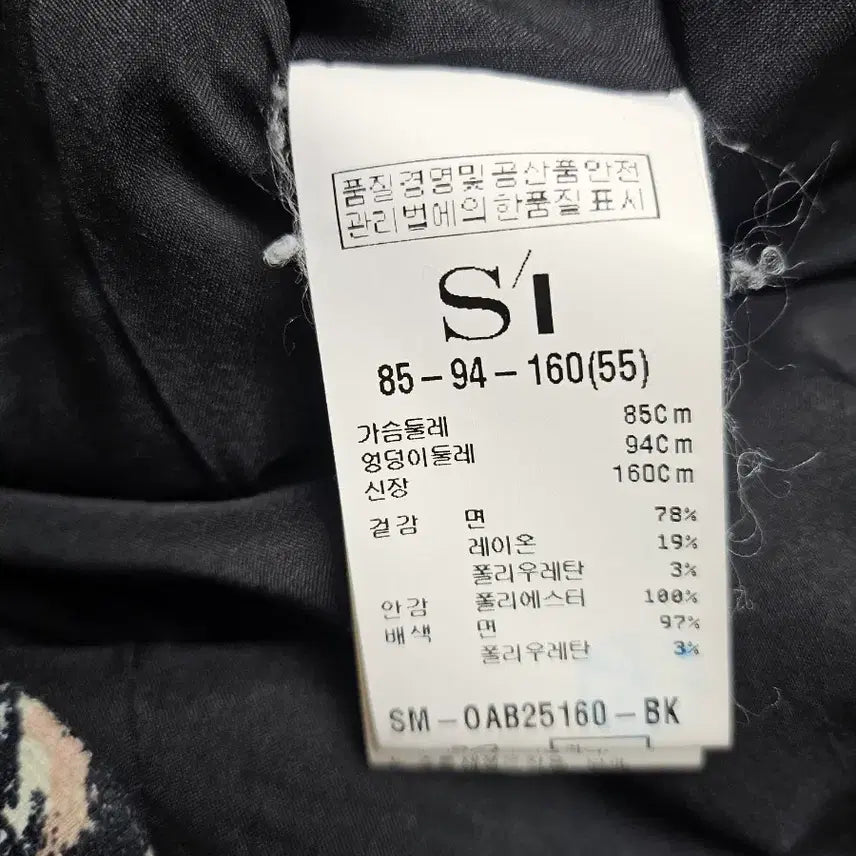 품질경영및공산품안전
관리법에의한품질표시
S/I
85-94-160(55)
가슴둘레 85Cm
엉덩이둘레 94Cm
신장 160Cm
겉감 면 78%
레이온 19%
폴리우레탄 3%
안감 폴리에스터 100%
배색 면 97%
폴리우레탄 3%
SM-OAB25160-BK